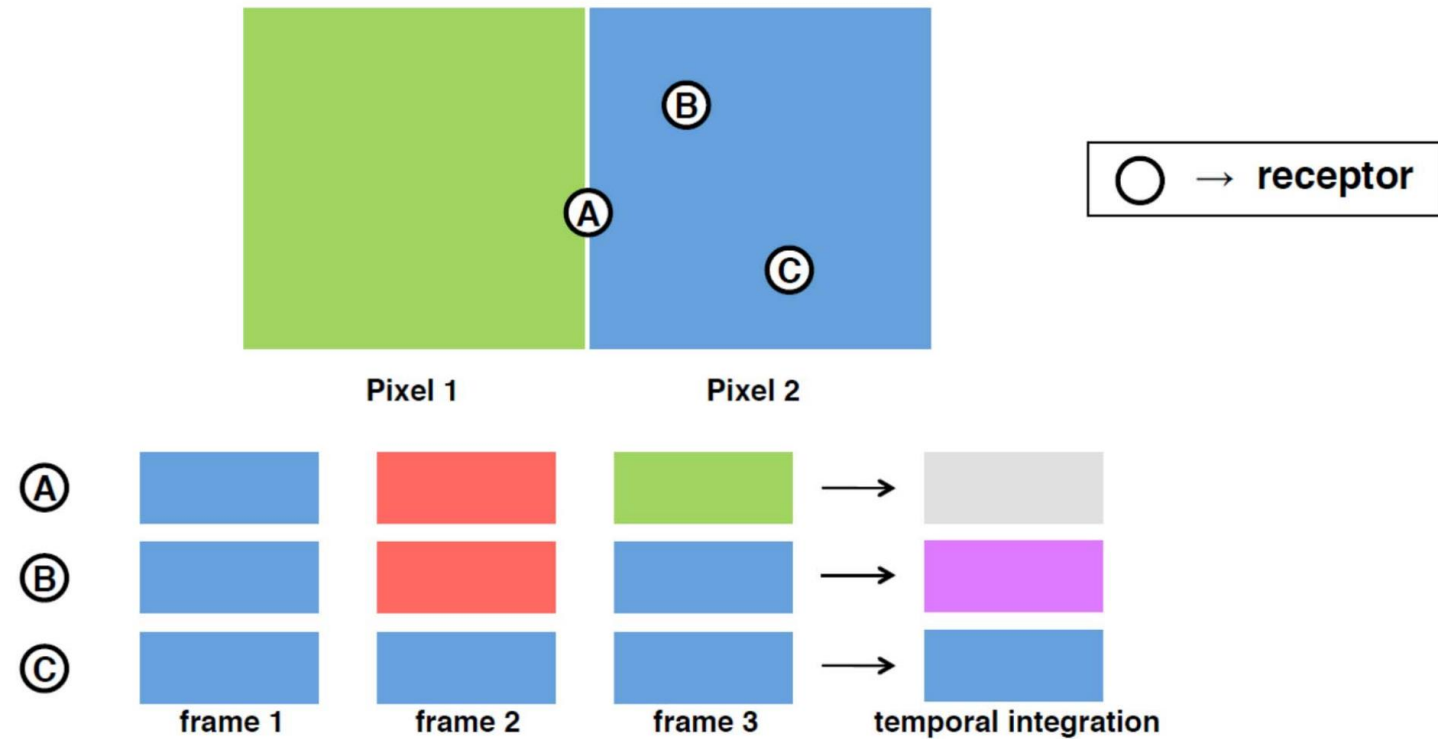 B
A
C
→ receptor
Pixel 1 Pixel 2
A
B
C
frame 1 frame 2 frame 3 temporal integration